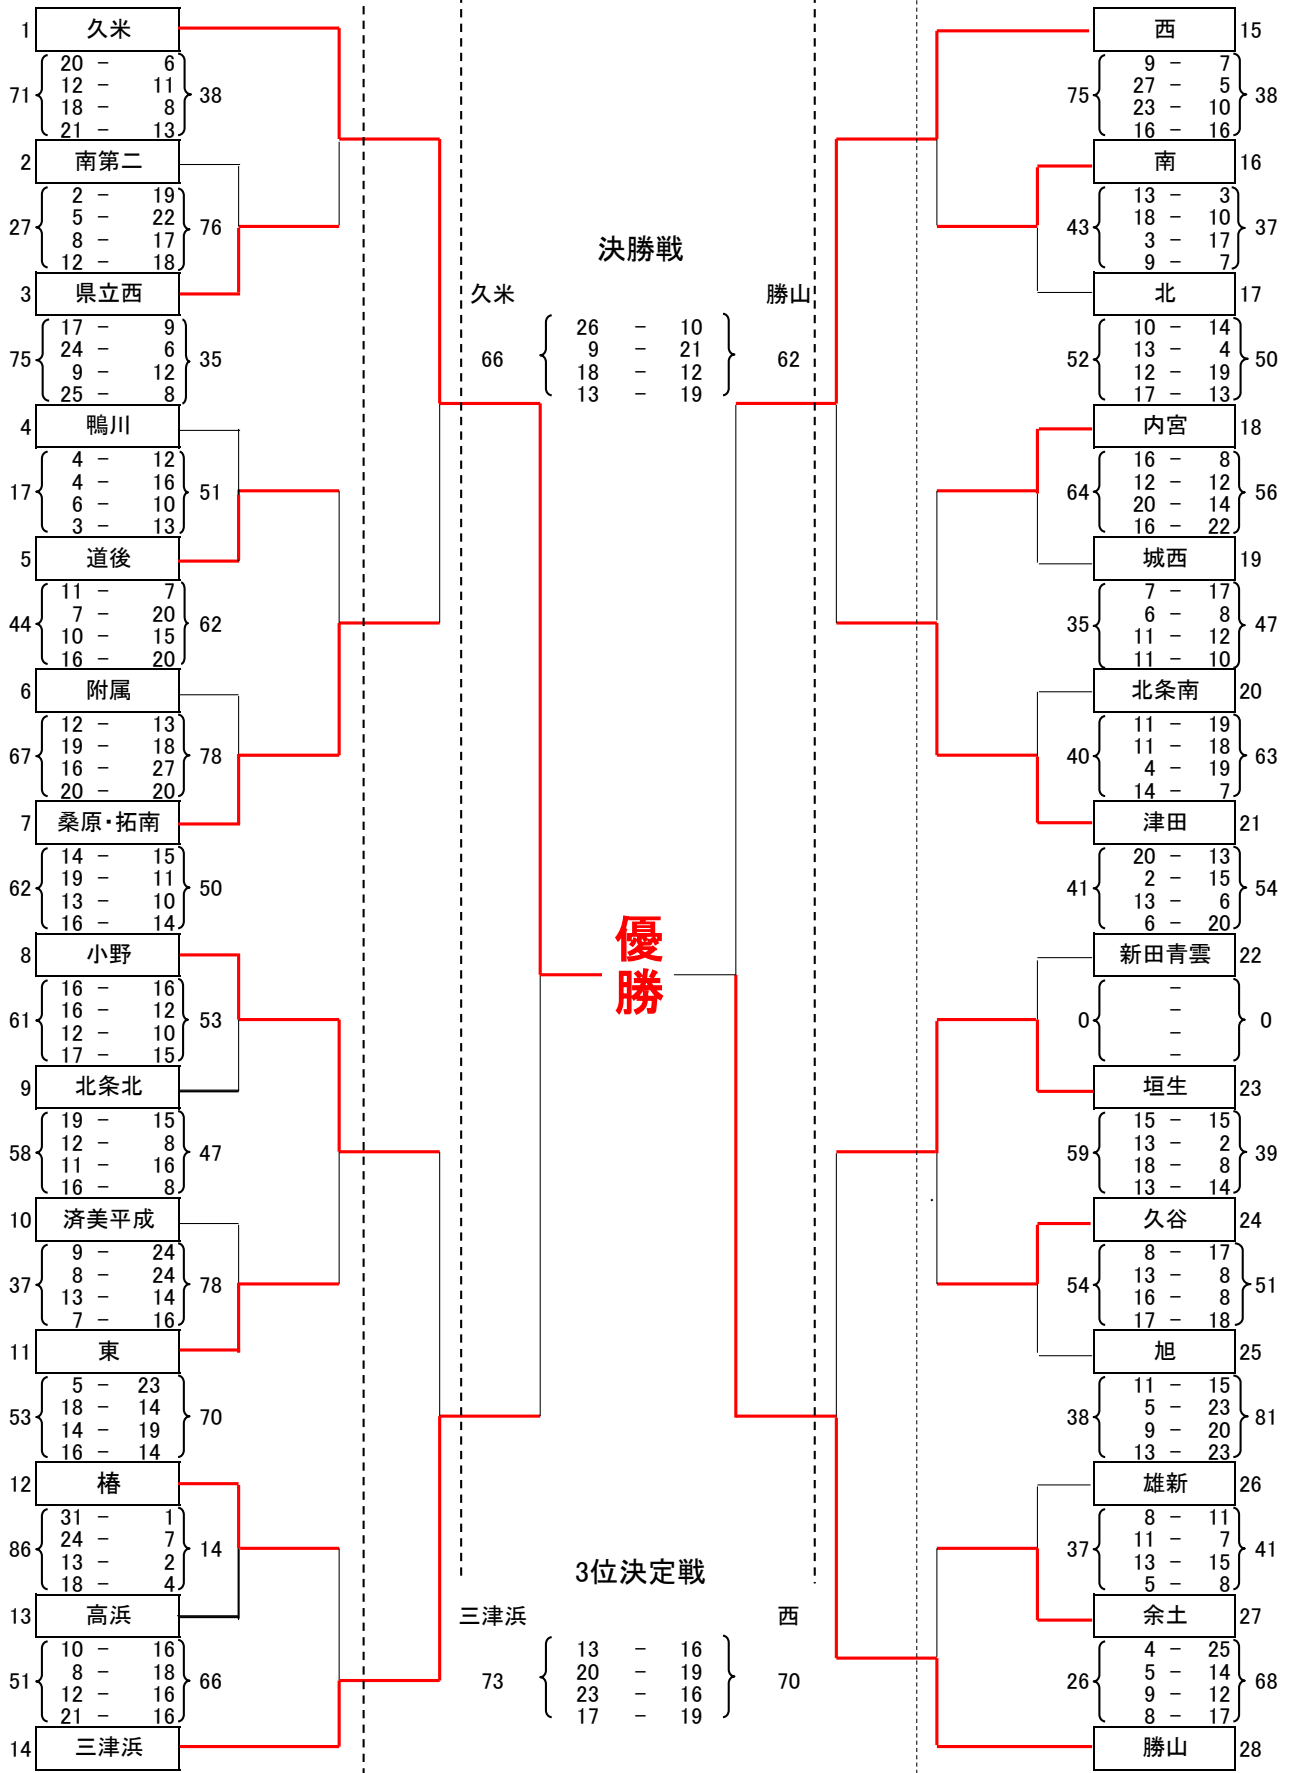 1 久米
71 20 - 6 38
12 - 11
18 - 8
21 - 13
2 南第二
27 2 - 19 76
5 - 22
8 - 17
12 - 18
3 県立西
75 17 - 9 35
24 - 6
9 - 12
25 - 8
4 鴨川
17 4 - 12 51
4 - 16
6 - 10
3 - 13
5 道後
44 11 - 7 62
7 - 20
10 - 15
16 - 20
6 附属
67 12 - 13 78
19 - 18
16 - 27
20 - 20
7 桑原・拓南
62 14 - 15 50
19 - 11
13 - 10
16 - 14
8 小野
61 16 - 16 53
16 - 12
12 - 10
17 - 15
9 北条北
58 19 - 15 47
12 - 8
11 - 16
16 - 8
10 済美平成
37 9 - 24 78
8 - 24
13 - 14
7 - 16
11 東
53 5 - 23 70
18 - 14
14 - 19
16 - 14
12 椿
86 31 - 1 14
24 - 7
13 - 2
18 - 4
13 高浜
51 10 - 16 66
8 - 18
12 - 16
21 - 16
14 三津浜
決勝戦
久米 勝山
66 26 - 10 62
9 - 21
18 - 12
13 - 19
優
勝
3位決定戦
三津浜 西
73 13 - 16 70
20 - 19
23 - 16
17 - 19
西 15
75 9 - 7 38
27 - 5
23 - 10
16 - 16
南 16
43 13 - 3 37
18 - 10
3 - 17
9 - 7
北 17
52 10 - 14 50
13 - 4
12 - 19
17 - 13
内宮 18
64 16 - 8 56
12 - 12
20 - 14
16 - 22
城西 19
35 7 - 17 47
6 - 8
11 - 12
11 - 10
北条南 20
40 11 - 19 63
11 - 18
4 - 19
14 - 7
津田 21
41 20 - 13 54
2 - 15
13 - 6
6 - 20
新田青雲 22
0 - 0
-
-
-
垣生 23
59 15 - 15 39
13 - 2
18 - 8
13 - 14
久谷 24
54 8 - 17 51
13 - 8
16 - 8
17 - 18
旭 25
38 11 - 15 81
5 - 23
9 - 20
13 - 23
雄新 26
37 8 - 11 41
11 - 7
13 - 15
5 - 8
余土 27
26 4 - 25 68
5 - 14
9 - 12
8 - 17
勝山 28